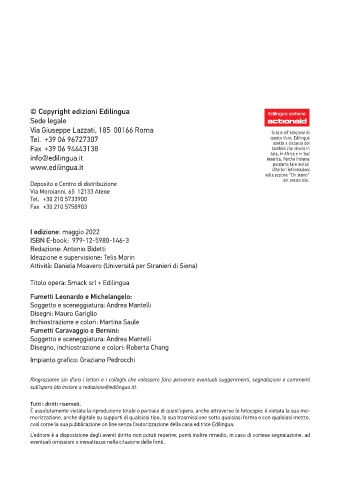 © Copyright edizioni Edilingua
Sede legale
Via Giuseppe Lazzati, 185 00166 Roma
Tel. +39 06 96727307
Fax +39 06 94443138
info@edilingua.it
www.edilingua.it
Deposito e Centro di distribuzione
Via Moroianni, 65 12133 Atene
Tel. +30 210 5733900
Fax +30 210 5758903
Edilingua sostiene
actionaid
Grazie all'adozione di
questo libro, Edilingua
adotta a distanza dei
bambini che vivono in
Asia, in Africa e in Sud
America. Perché insieme
possiamo fare molto!
Ulteriori informazioni
nella sezione "Chi siamo"
del nostro sito.
I edizione: maggio 2022
ISBN E-book: 979-12-5980-146-3
Redazione: Antonio Bidetti
Ideazione e supervisione: Telis Marin
Attività: Daniela Moavero (Università per Stranieri di Siena)
Titolo opera: Smack srl + Edilingua
Fumetti Leonardo e Michelangelo:
Soggetto e sceneggiatura: Andrea Mantelli
Disegni: Mauro Gariglio
Inchiostrazione e colori: Martina Saule
Fumetti Caravaggio e Bernini:
Soggetto e sceneggiatura: Andrea Mantelli
Disegno, inchiostrazione e colori: Roberta Chang
Impianto grafico: Graziano Pedrocchi
Ringraziamo sin d'ora i lettori e i colleghi che volessero farci pervenire eventuali suggerimenti, segnalazioni e commenti
sull'opera (da inviare a redazione@edilingua.it).
Tutti i diritti riservati.
È assolutamente vietata la riproduzione totale o parziale di quest'opera, anche attraverso le fotocopie; è vietata la sua me-
morizzazione, anche digitale su supporti di qualsiasi tipo, la sua trasmissione sotto qualsiasi forma e con qualsiasi mezzo,
così come la sua pubblicazione on line senza l'autorizzazione della casa editrice Edilingua.
L'editore è a disposizione degli aventi diritto non potuti reperire; porrà inoltre rimedio, in caso di cortese segnalazione, ad
eventuali omissioni o inesattezze nella citazione delle fonti.